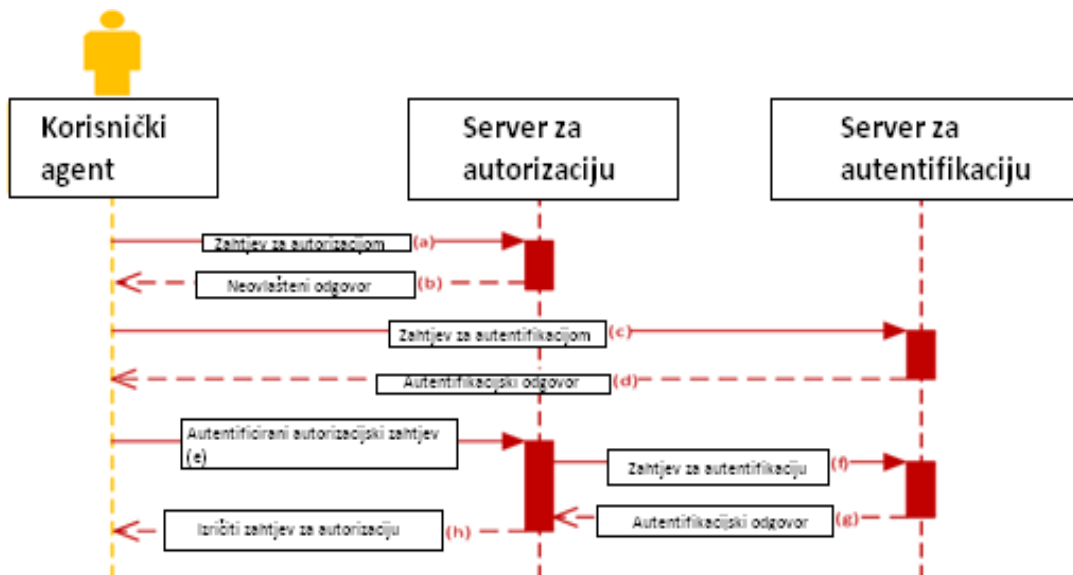 Korisnički
agent
Server za
autorizaciju
Server za
autentifikaciju
Zahtjev za autorizacijom (a)
Neovlašteni odgovor (b)
Zahtjev za autentifikacijom (c)
Autentifikacijski odgovor (d)
Autentificirani autorizacijski zahtjev
(e)
Zahtjev za autentifikaciju (f)
Autentifikacijski odgovor (g)
Izričiti zahtjev za autorizaciju (h)